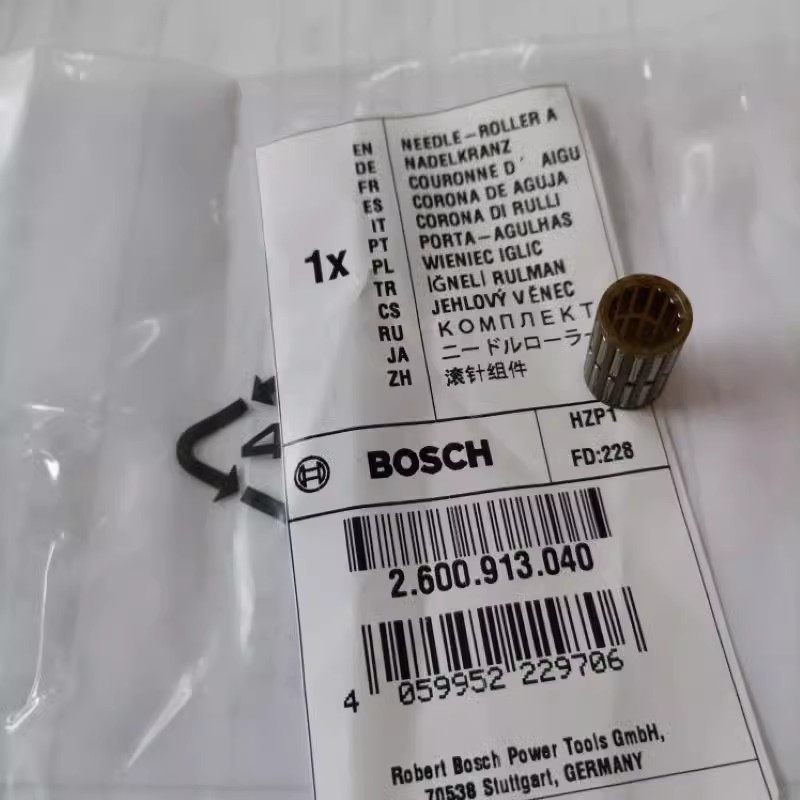 1x
EN NEEDLE-ROLLER A
DE NADELKRANZ
FR COURONNE D' AIGU
ES CORONA DE AGUJA
IT CORONA DI RULLI
PT PORTA-AGULHAS
PL WIENIEC IGLIC
TR İĞNELİ RULMAN
CS JEHLOVÝ VĚNEC
RU КОМПЛЕКТ
JA ニードルローラー
ZH 滚针组件
4
BOSCH
HZP1
FD:228
2.600.913.040
4 059952 229706
Robert Bosch Power Tools GmbH,
70538 Stuttgart, GERMANY